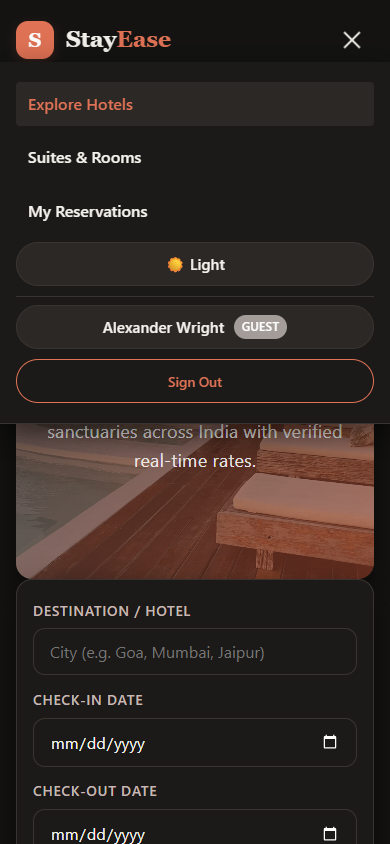 S StayEase
Explore Hotels
Suites & Rooms
My Reservations
Light
Alexander Wright GUEST
Sign Out
sanctuaries across India with verified
real-time rates.
DESTINATION / HOTEL
City (e.g. Goa, Mumbai, Jaipur)
CHECK-IN DATE
mm/dd/yyyy
CHECK-OUT DATE
mm/dd/yyyy